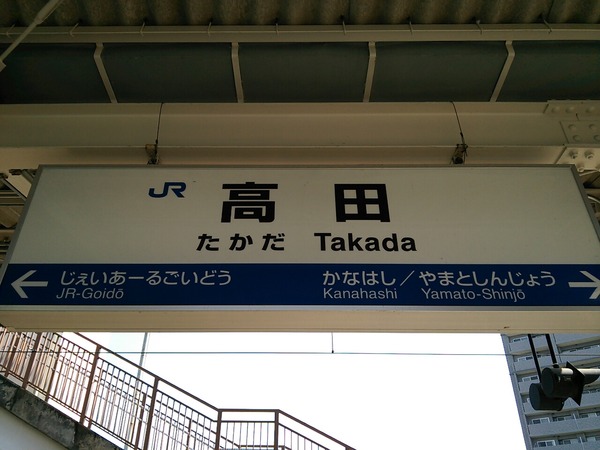 JR 高田
たかだ Takada
← じぇいあーるごいどう かなはし／やまとしんじょう →
JR-Goidō Kanahashi Yamato-Shinjō